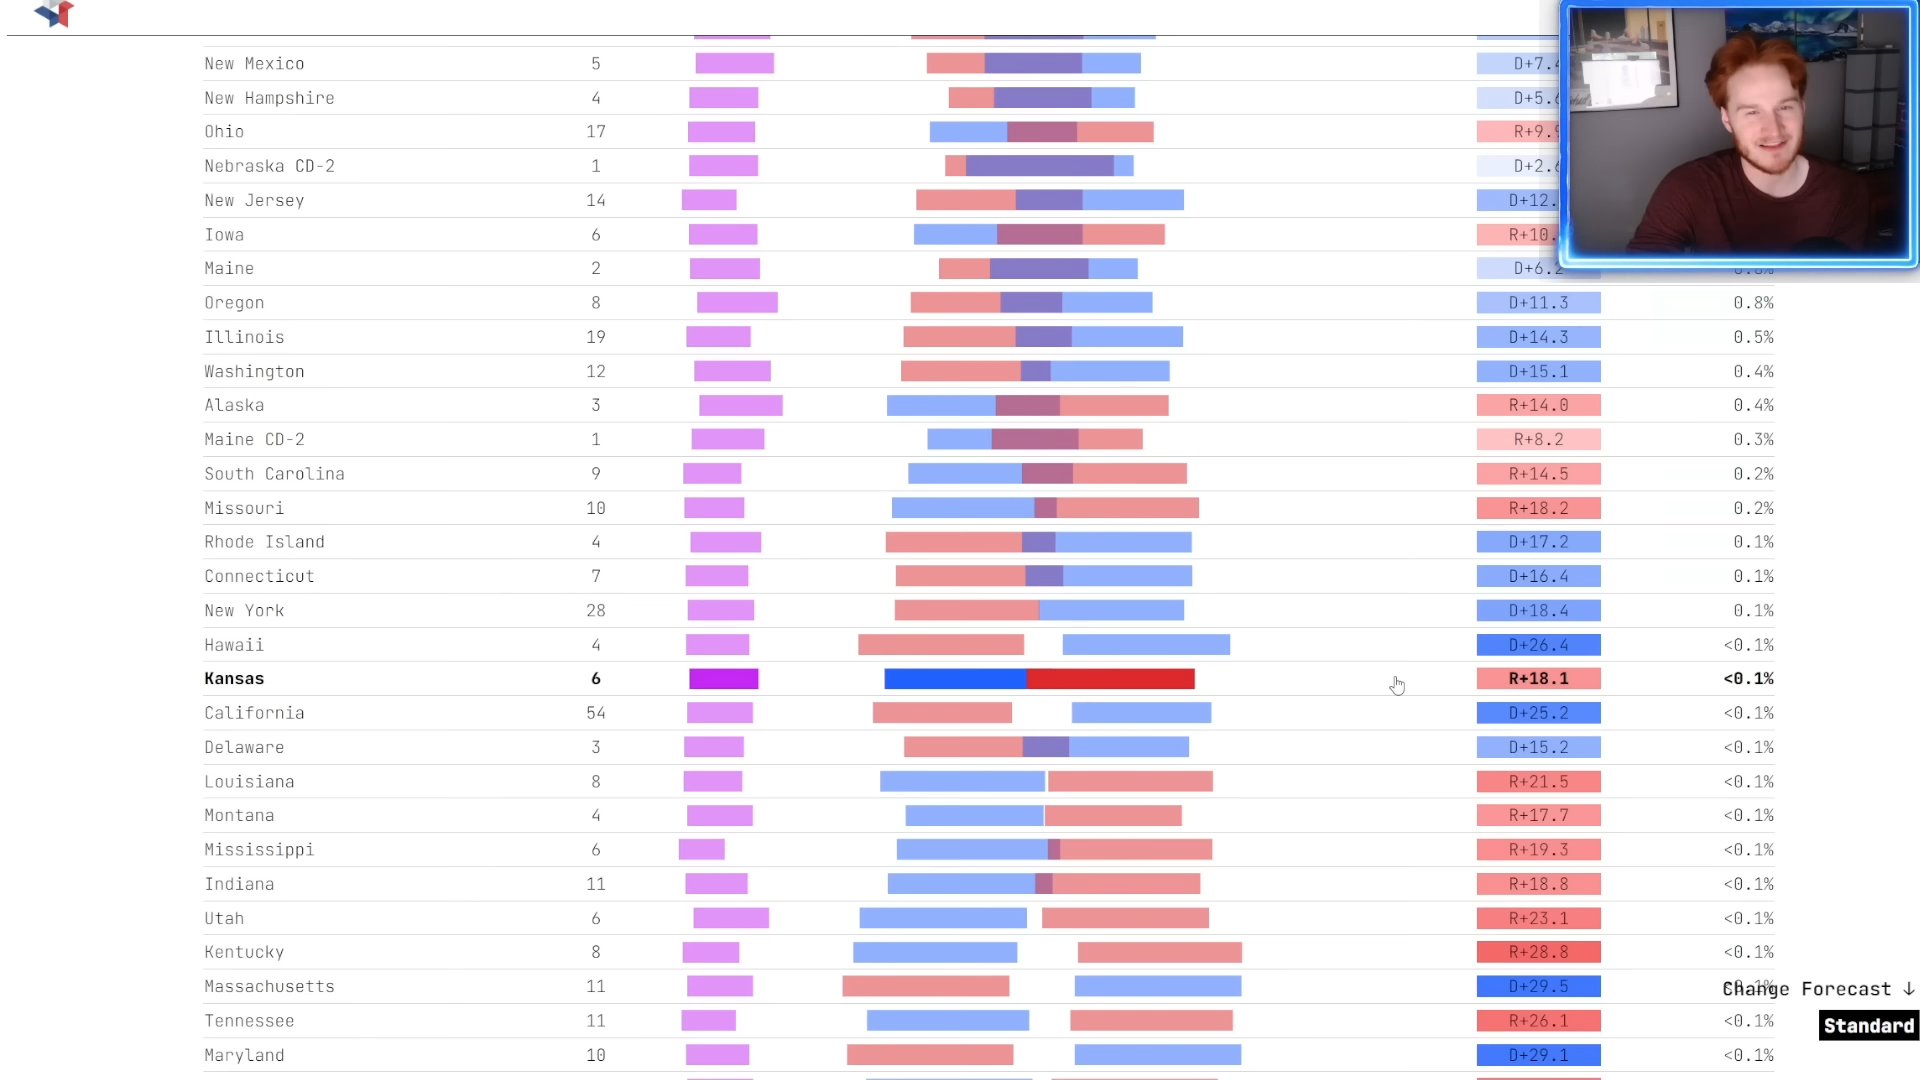 New Mexico 5 D+7.4
New Hampshire 4 D+5.6
Ohio 17 R+9.9
Nebraska CD-2 1 D+2.6
New Jersey 14 D+12.
Iowa 6 R+10.
Maine 2 D+6.2
Oregon 8 D+11.3 0.8%
Illinois 19 D+14.3 0.5%
Washington 12 D+15.1 0.4%
Alaska 3 R+14.0 0.4%
Maine CD-2 1 R+8.2 0.3%
South Carolina 9 R+14.5 0.2%
Missouri 10 R+18.2 0.2%
Rhode Island 4 D+17.2 0.1%
Connecticut 7 D+16.4 0.1%
New York 28 D+18.4 0.1%
Hawaii 4 D+26.4 <0.1%
Kansas 6 R+18.1 <0.1%
California 54 D+25.2 <0.1%
Delaware 3 D+15.2 <0.1%
Louisiana 8 R+21.5 <0.1%
Montana 4 R+17.7 <0.1%
Mississippi 6 R+19.3 <0.1%
Indiana 11 R+18.8 <0.1%
Utah 6 R+23.1 <0.1%
Kentucky 8 R+28.8 <0.1%
Massachusetts 11 D+29.5
Change Forecast ↓
Tennessee 11 R+26.1 <0.1%
Standard
Maryland 10 D+29.1 <0.1%